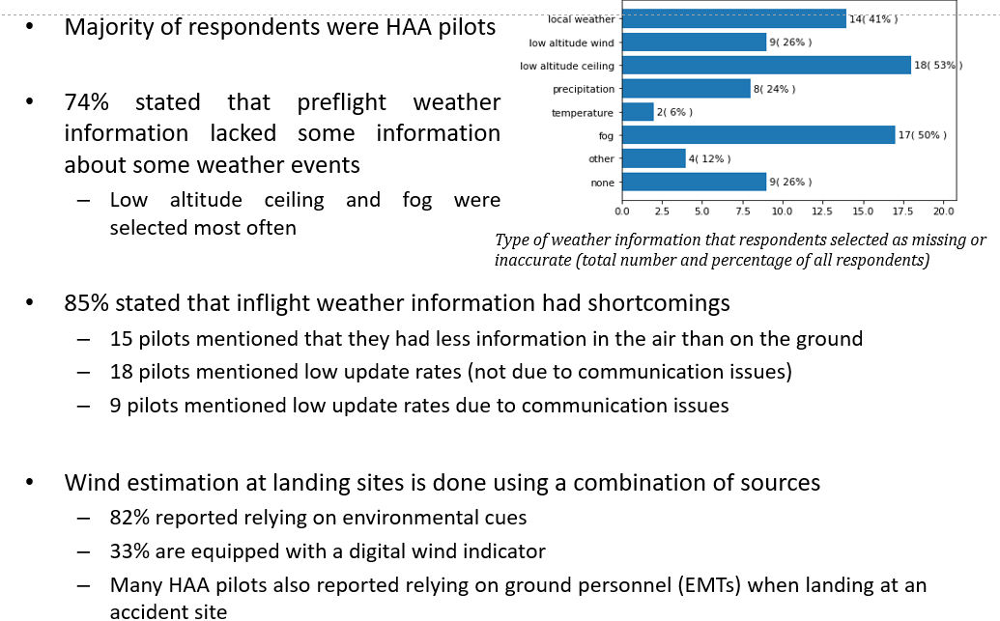 • Majority of respondents were HAA pilots
• 74% stated that preflight weather
information lacked some information
about some weather events
– Low altitude ceiling and fog were
selected most often
local weather 14( 41% )
low altitude wind 9( 26% )
low altitude ceiling 18( 53% )
precipitation 8( 24% )
temperature 2( 6% )
fog 17( 50% )
other 4( 12% )
none 9( 26% )
0.0 2.5 5.0 7.5 10.0 12.5 15.0 17.5 20.0
Type of weather information that respondents selected as missing or
inaccurate (total number and percentage of all respondents)
• 85% stated that inflight weather information had shortcomings
– 15 pilots mentioned that they had less information in the air than on the ground
– 18 pilots mentioned low update rates (not due to communication issues)
– 9 pilots mentioned low update rates due to communication issues
• Wind estimation at landing sites is done using a combination of sources
– 82% reported relying on environmental cues
– 33% are equipped with a digital wind indicator
– Many HAA pilots also reported relying on ground personnel (EMTs) when landing at an
accident site